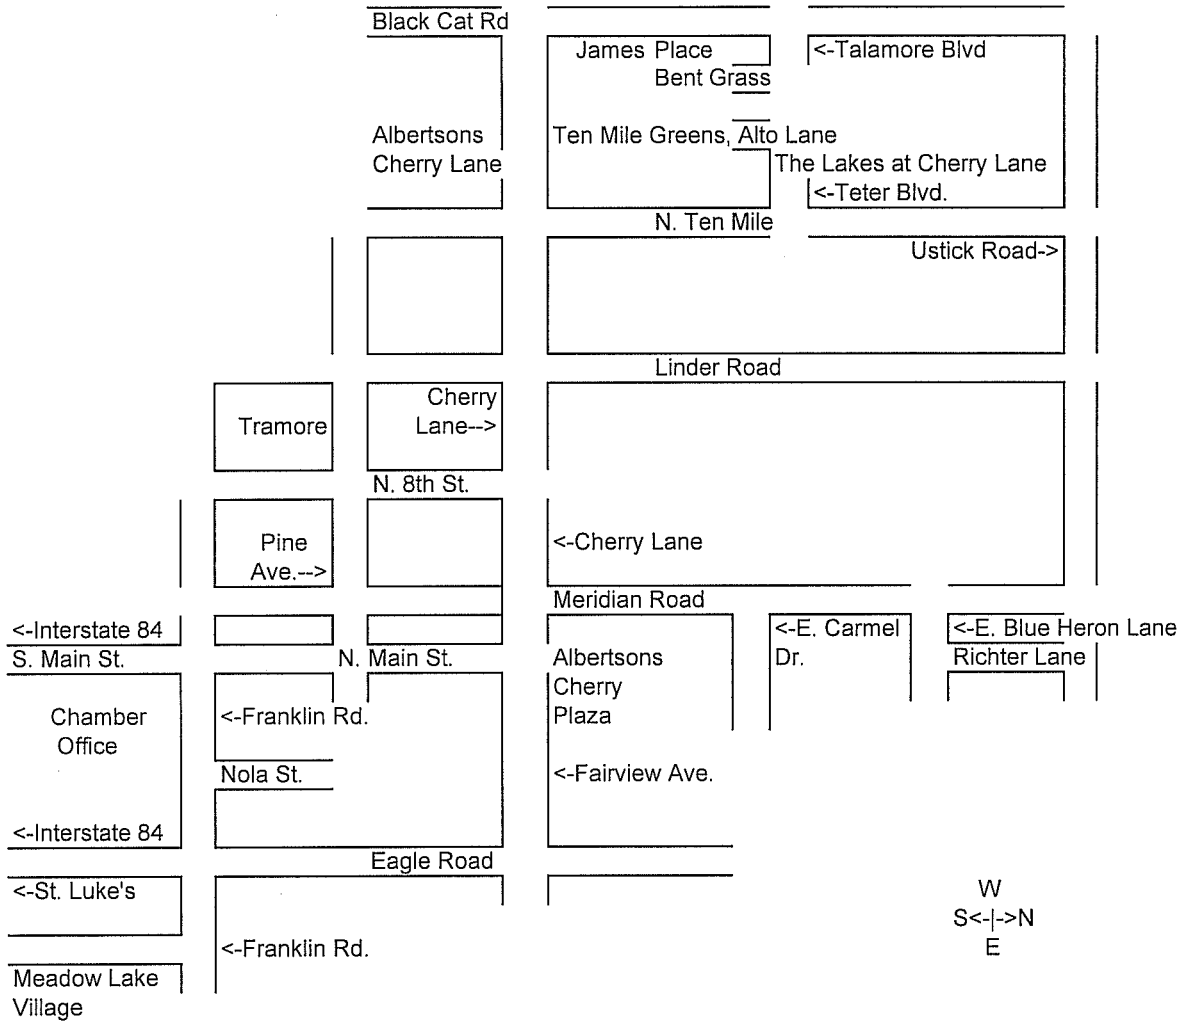 Black Cat Rd
James Place
<-Talamore Blvd
Bent Grass
Albertsons
Cherry Lane
Ten Mile Greens, Alto Lane
The Lakes at Cherry Lane
<-Teter Blvd.
N. Ten Mile
Ustick Road->
Linder Road
Tramore
Cherry
Lane-->
N. 8th St.
Pine
Ave.-->
<-Cherry Lane
Meridian Road
<-Interstate 84
S. Main St.
N. Main St.
Albertsons
Cherry
Plaza
<-E. Carmel
Dr.
<-E. Blue Heron Lane
Richter Lane
Chamber
Office
<-Franklin Rd.
Nola St.
<-Fairview Ave.
<-Interstate 84
Eagle Road
<-St. Luke's
<-Franklin Rd.
Meadow Lake
Village
W
S<-|->N
E